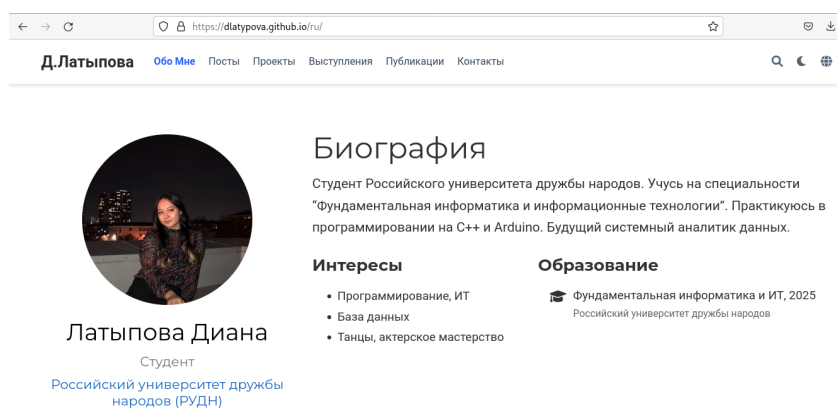 https://dlatypova.github.io/ru/
Д.Латыпова Обо Мне Посты Проекты Выступления Публикации Контакты
Биография
Студент Российского университета дружбы народов. Учусь на специальности
“Фундаментальная информатика и информационные технологии”. Практикуюсь в
программировании на C++ и Arduino. Будущий системный аналитик данных.
Интересы
• Программирование, ИТ
• База данных
• Танцы, актерское мастерство
Образование
Фундаментальная информатика и ИТ, 2025
Российский университет дружбы народов
Латыпова Диана
Студент
Российский университет дружбы
народов (РУДН)